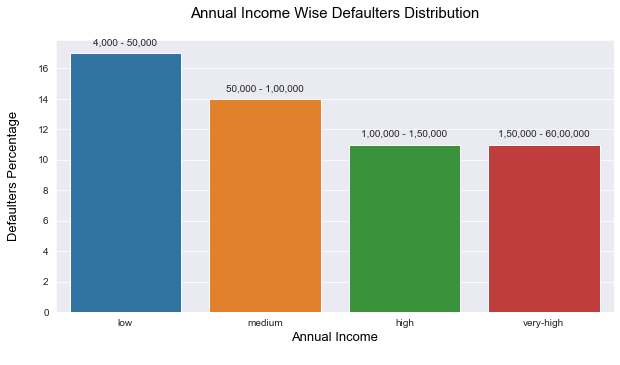 Annual Income Wise Defaulters Distribution
4,000 - 50,000
50,000 - 1,00,000
1,00,000 - 1,50,000
1,50,000 - 60,00,000
Defaulters Percentage
16
14
12
10
8
6
4
2
0
low medium high very-high
Annual Income